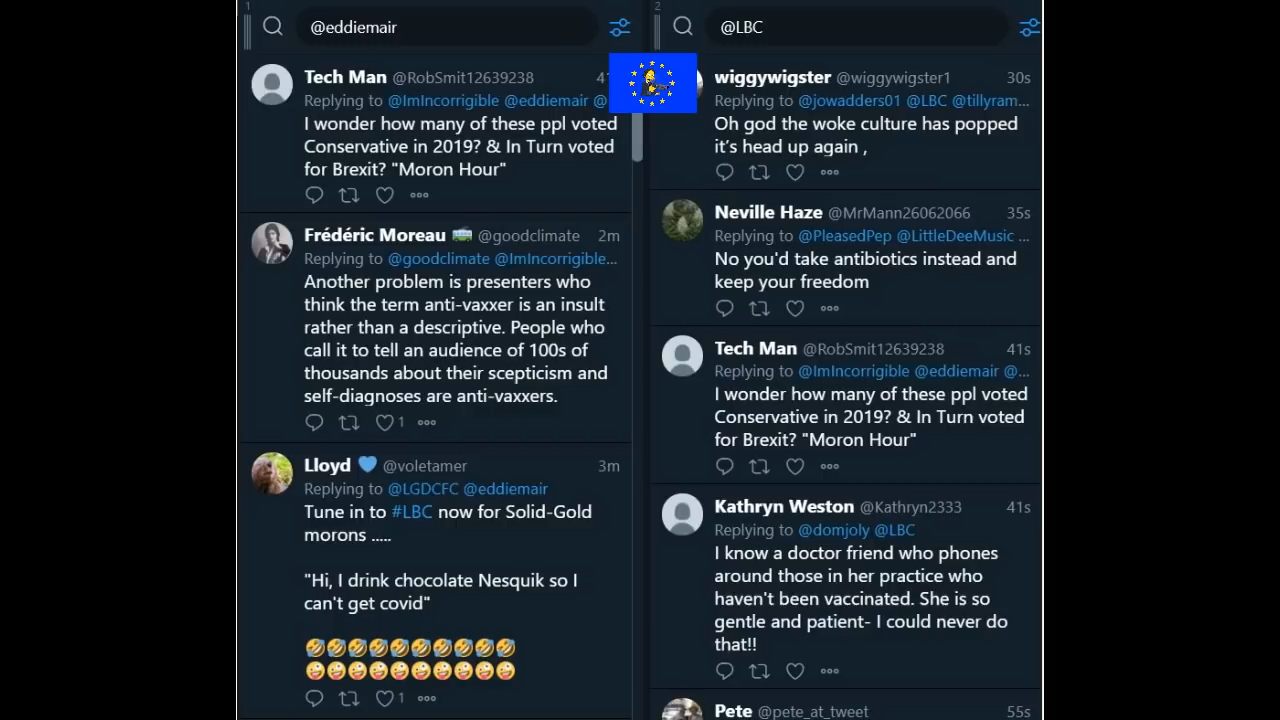 1
@eddiemair
Tech Man @RobSmit12639238 41
Replying to @ImIncorrigible @eddiemair @
I wonder how many of these ppl voted
Conservative in 2019? & In Turn voted
for Brexit? "Moron Hour"
Frédéric Moreau 🚎 @goodclimate 2m
Replying to @goodclimate @ImIncorrigible...
Another problem is presenters who
think the term anti-vaxxer is an insult
rather than a descriptive. People who
call it to tell an audience of 100s of
thousands about their scepticism and
self-diagnoses are anti-vaxxers.
1
Lloyd 💙 @voletamer 3m
Replying to @LGDCFC @eddiemair
Tune in to #LBC now for Solid-Gold
morons .....
"Hi, I drink chocolate Nesquik so I
can't get covid"
🤣🤣🤣🤣🤣🤣🤣🤣🤣🤣
🤪🤪🤪🤪🤪🤪🤪🤪🤪🤪
1
2
@LBC
wiggywigster @wiggywigster1 30s
Replying to @jowadders01 @LBC @tillyram...
Oh god the woke culture has popped
it’s head up again ,
Neville Haze @MrMann26062066 35s
Replying to @PleasedPep @LittleDeeMusic ...
No you'd take antibiotics instead and
keep your freedom
Tech Man @RobSmit12639238 41s
Replying to @ImIncorrigible @eddiemair @...
I wonder how many of these ppl voted
Conservative in 2019? & In Turn voted
for Brexit? "Moron Hour"
Kathryn Weston @Kathryn2333 41s
Replying to @domjoly @LBC
I know a doctor friend who phones
around those in her practice who
haven't been vaccinated. She is so
gentle and patient- I could never do
that!!
Pete @pete_at_tweet 55s